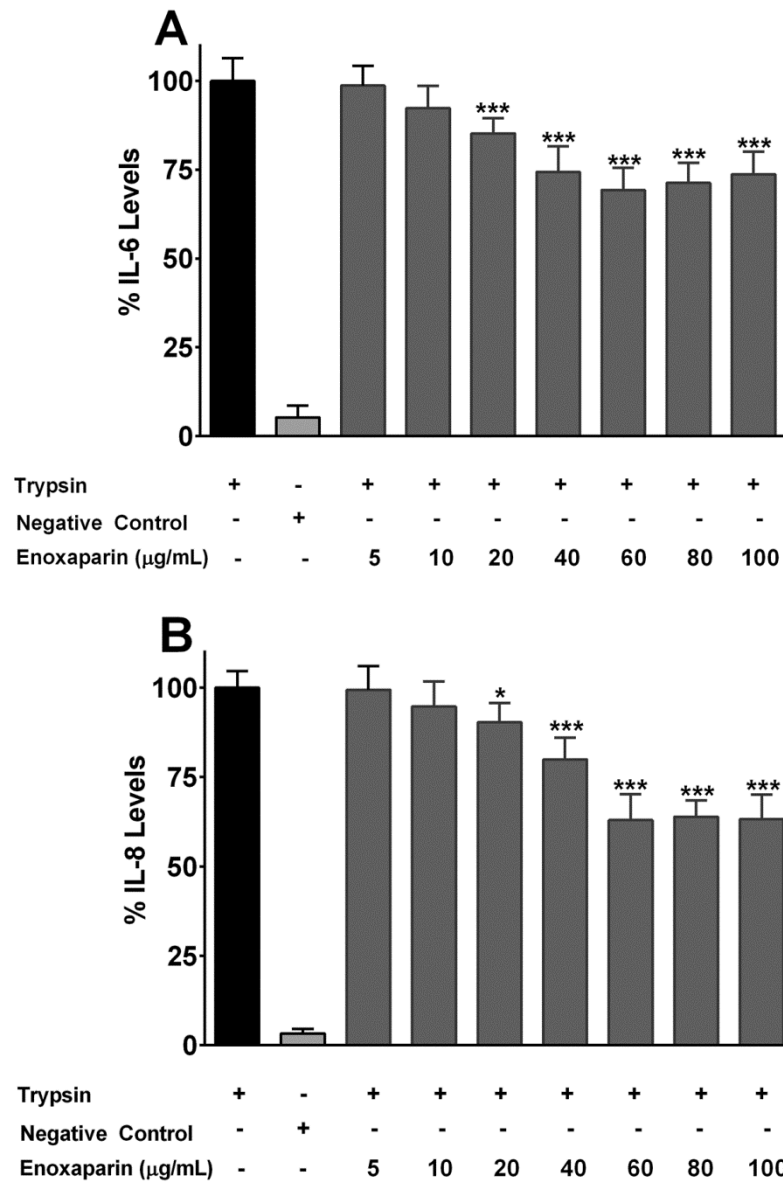 A
% IL-6 Levels
100
75
50
25
0
*** *** *** *** ***
Trypsin + - + + + + + + +
Negative Control - + - - - - - - -
Enoxaparin (μg/mL) - - 5 10 20 40 60 80 100
B
% IL-8 Levels
100
75
50
25
0
* *** *** *** ***
Trypsin + - + + + + + + +
Negative Control - + - - - - - - -
Enoxaparin (μg/mL) - - 5 10 20 40 60 80 100